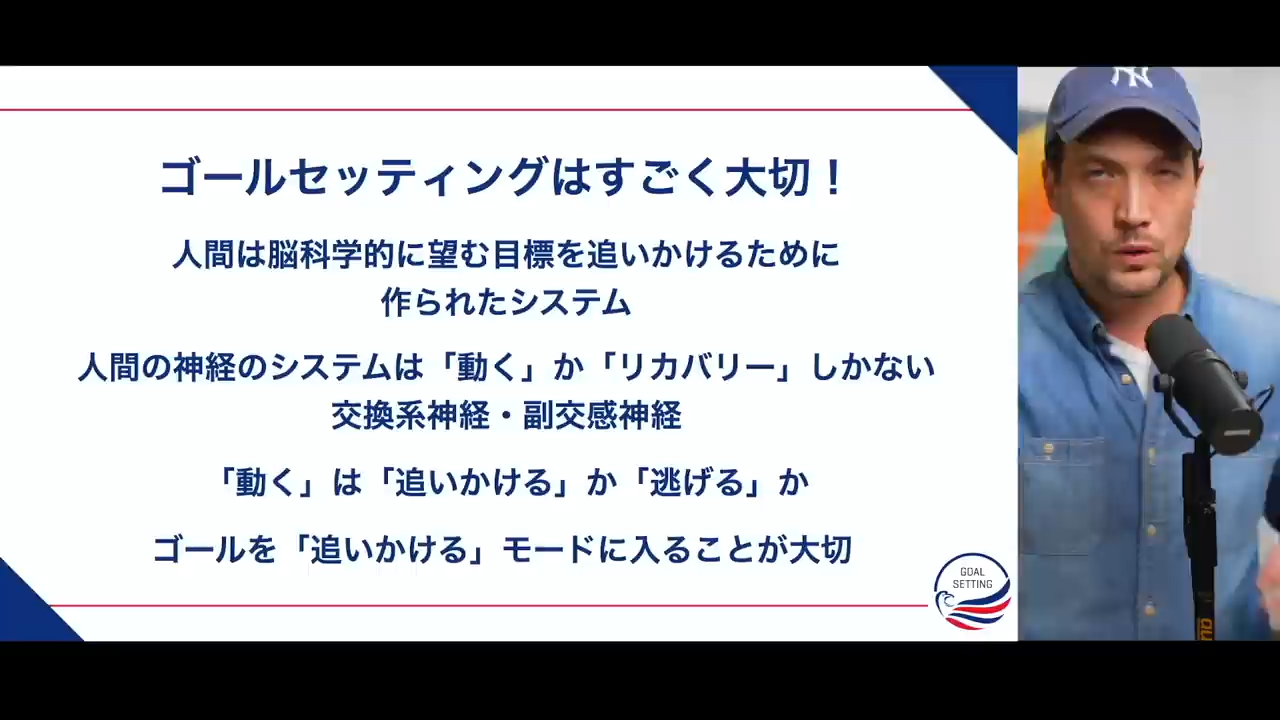 ゴールセッティングはすごく大切！
人間は脳科学的に望む目標を追いかけるために
作られたシステム
人間の神経のシステムは「動く」か「リカバリー」しかない
交換系神経・副交感神経
「動く」は「追いかける」か「逃げる」か
ゴールを「追いかける」モードに入ることが大切
GOAL
SETTING
NY